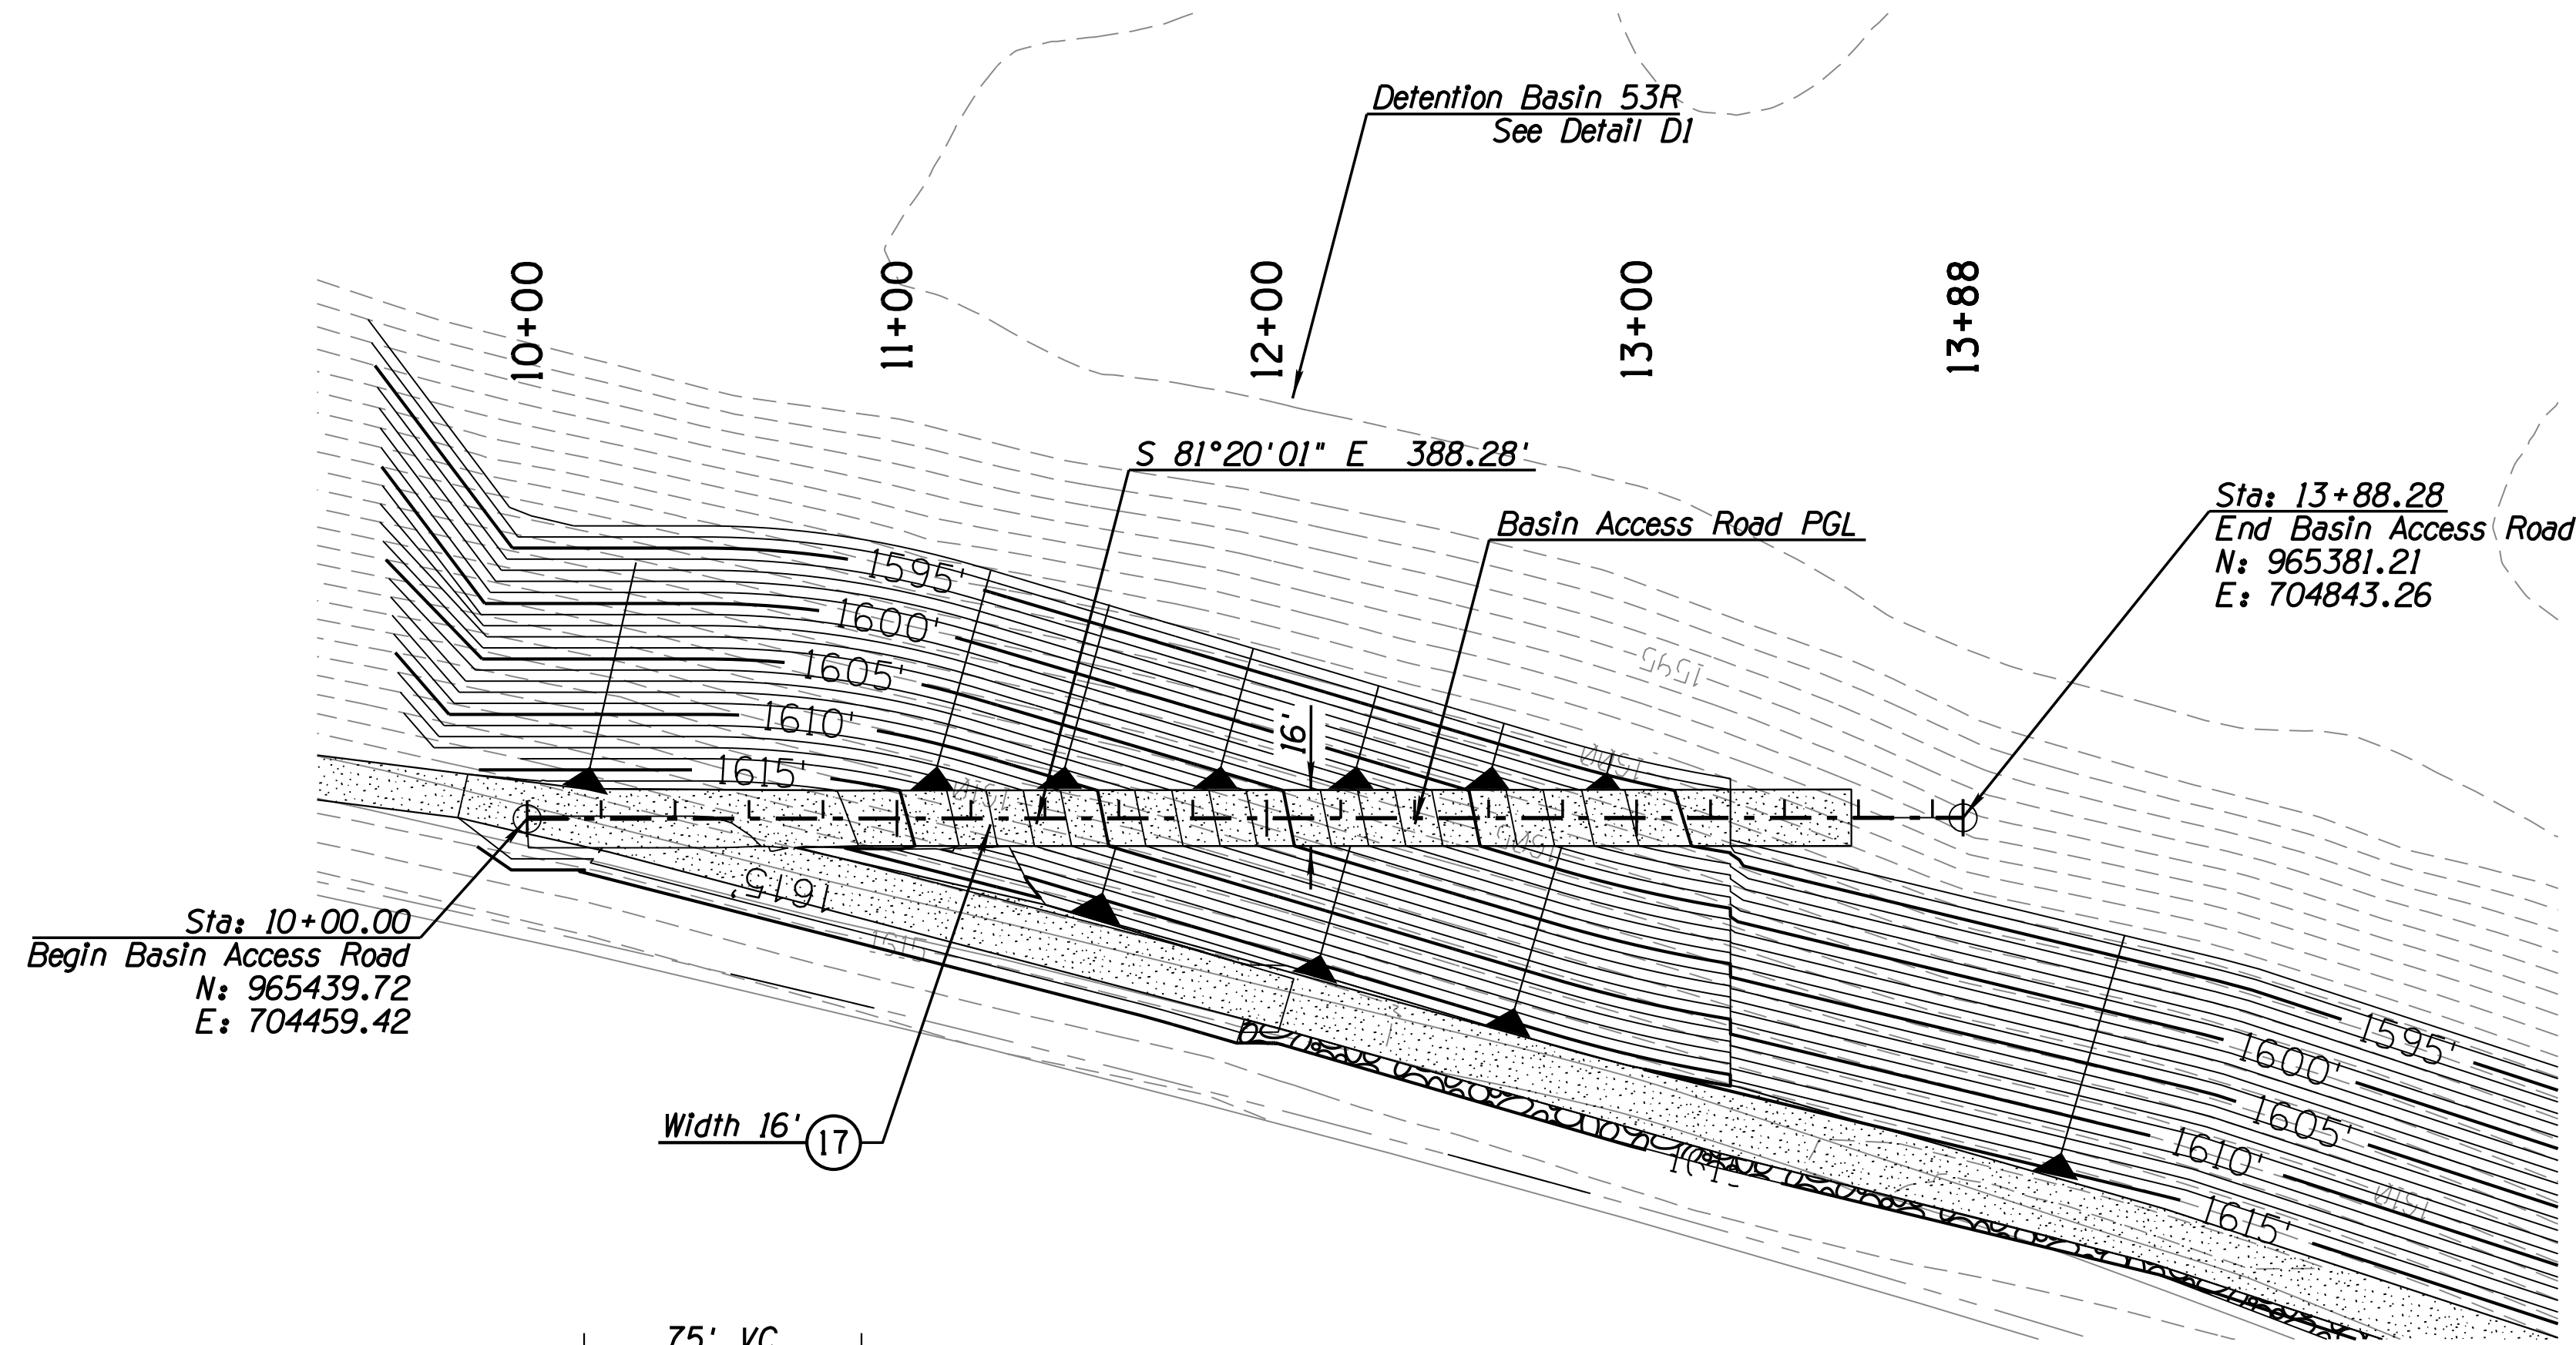 Detention Basin 53R
See Detail D1
10+00
11+00
12+00
13+00
13+88
S 81°20'01" E 388.28'
Basin Access Road PGL
Sta: 13+88.28
End Basin Access Road
N: 965381.21
E: 704843.26
1595'
1600'
1605'
1610'
1615'
1595
16'
1615'
1615
Sta: 10+00.00
Begin Basin Access Road
N: 965439.72
E: 704459.42
Width 16' 17
1595'
1600'
1605'
1610'
1615'
75' VC